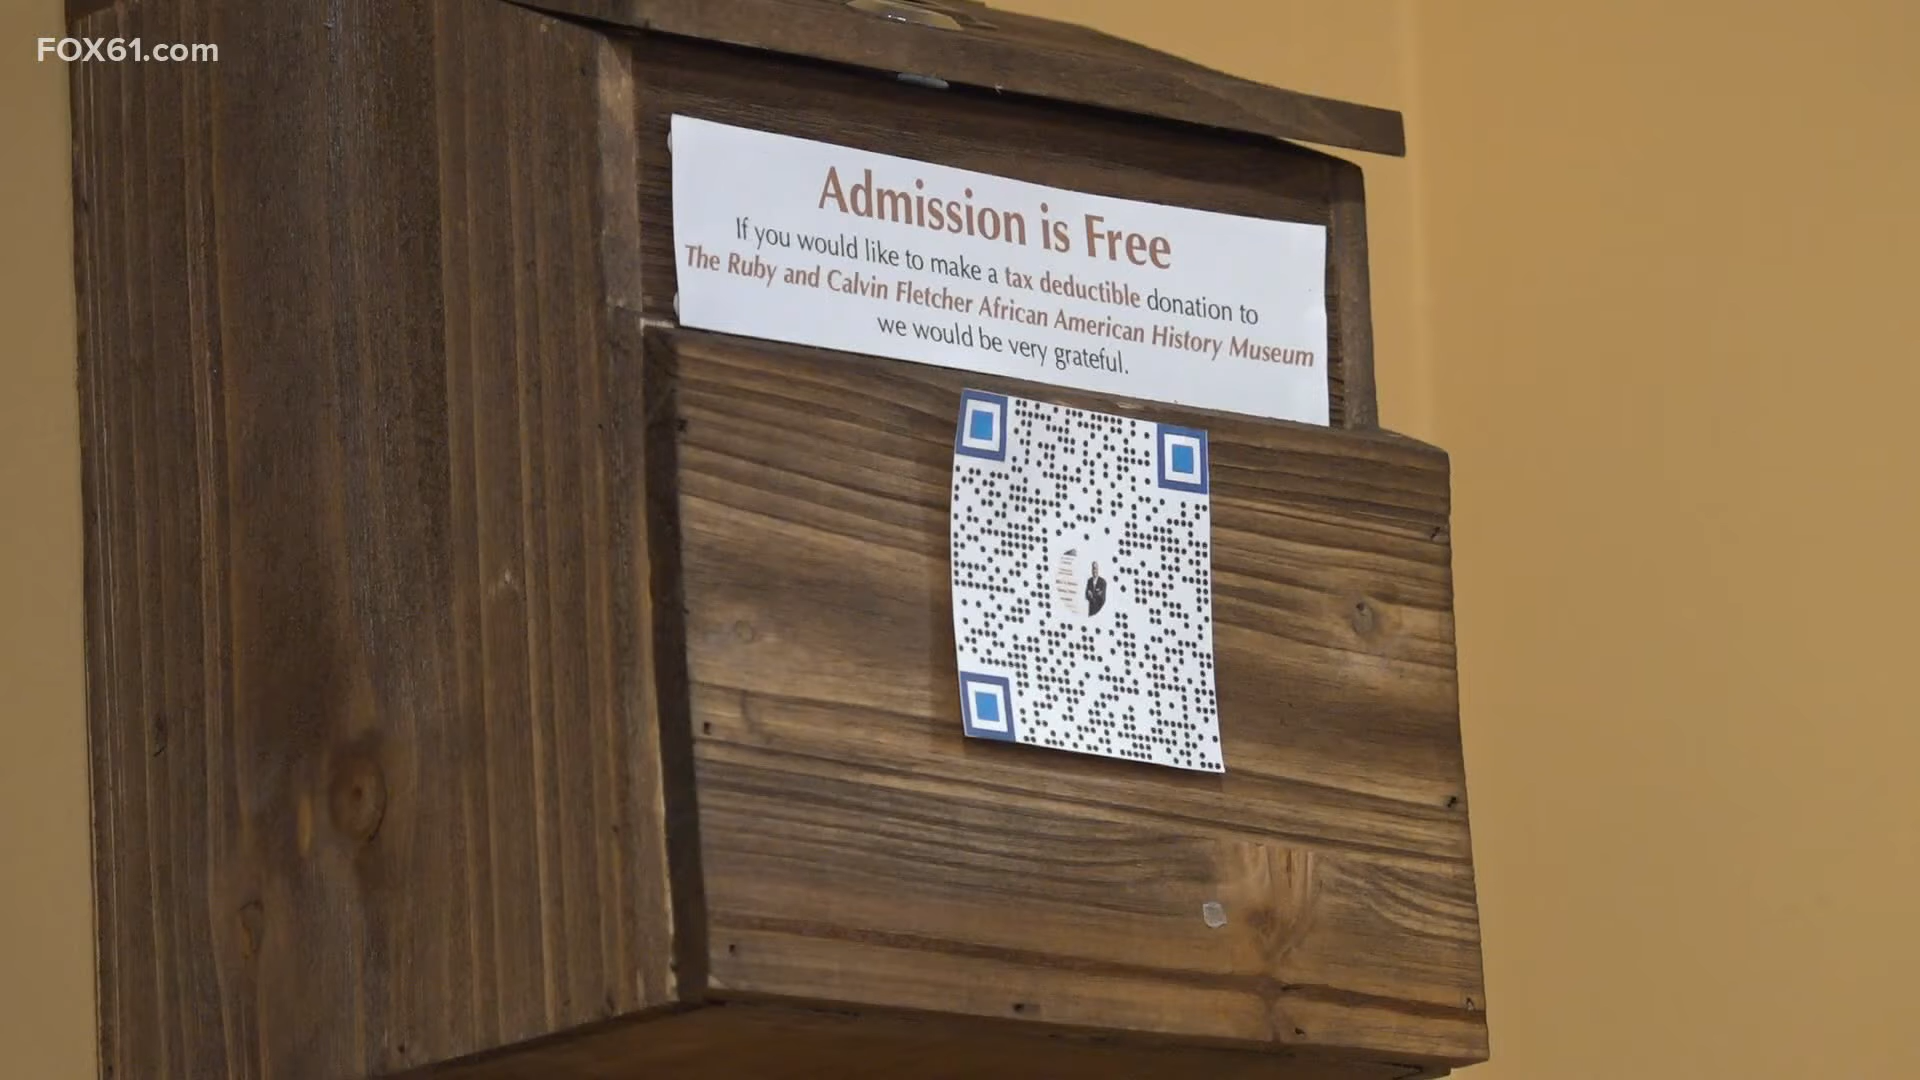 FOX61.com
Admission is Free
If you would like to make a tax deductible donation to
The Ruby and Calvin Fletcher African American History Museum
we would be very grateful.